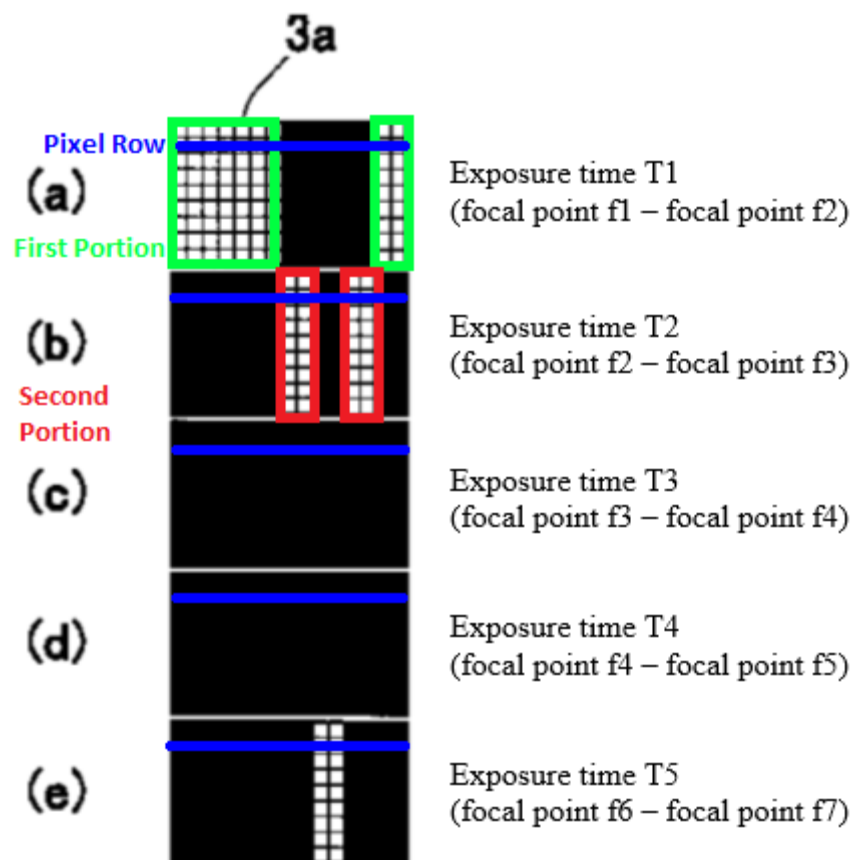 3a
Pixel Row
(a)
First Portion
Exposure time T1
(focal point f1 – focal point f2)
(b)
Second
Portion
Exposure time T2
(focal point f2 – focal point f3)
(c)
Exposure time T3
(focal point f3 – focal point f4)
(d)
Exposure time T4
(focal point f4 – focal point f5)
(e)
Exposure time T5
(focal point f6 – focal point f7)